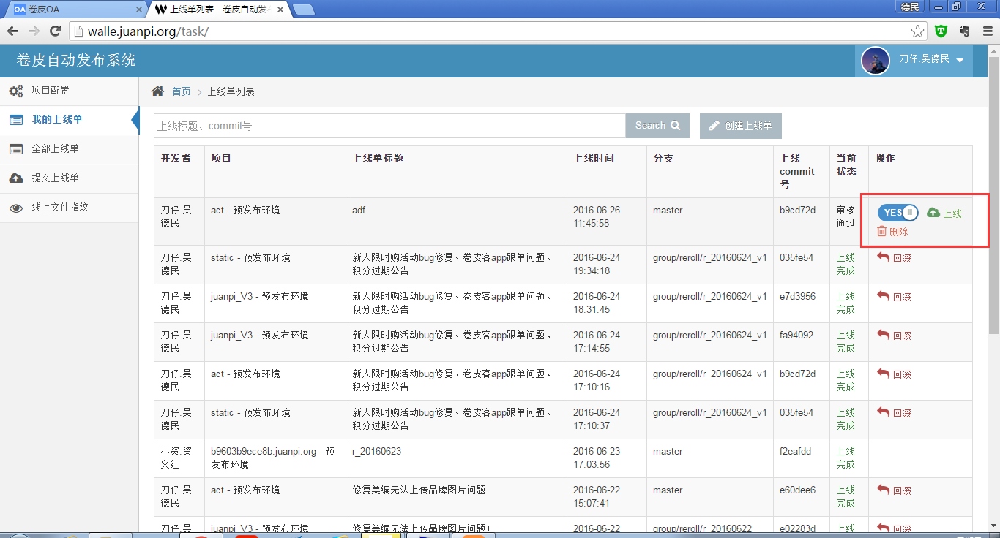 OA 卷皮OA
上线单列表 - 卷皮自动发布
德民
walle.juanpi.org/task/
卷皮自动发布系统
刀仔.吴德民
项目配置
我的上线单
全部上线单
提交上线单
线上文件指纹
首页 > 上线单列表
上线标题、commit号
Search
创建上线单
开发者 项目 上线单标题 上线时间 分支 上线 当前 操作
commit 状态
号
刀仔.吴 act - 预发布环境 adf 2016-06-26 master b9cd72d 审核 YES 上线
德民 11:45:58 通过 删除
刀仔.吴 static - 预发布环境 新人限时购活动bug修复、卷皮客app跟单问题、 2016-06-24 group/reroll/r_20160624_v1 035fe54 上线 回滚
德民 积分过期公告 19:34:18 完成
刀仔.吴 juanpi_V3 - 预发布环境 新人限时购活动bug修复、卷皮客app跟单问题、 2016-06-24 group/reroll/r_20160624_v1 e7d3956 上线 回滚
德民 积分过期公告 18:31:45 完成
刀仔.吴 juanpi_V3 - 预发布环境 新人限时购活动bug修复、卷皮客app跟单问题、 2016-06-24 group/reroll/r_20160624_v1 fa94092 上线 回滚
德民 积分过期公告 17:14:55 完成
刀仔.吴 act - 预发布环境 新人限时购活动bug修复、卷皮客app跟单问题、 2016-06-24 group/reroll/r_20160624_v1 b9cd72d 上线 回滚
德民 积分过期公告 17:10:16 完成
刀仔.吴 static - 预发布环境 新人限时购活动bug修复、卷皮客app跟单问题、 2016-06-24 group/reroll/r_20160624_v1 035fe54 上线 回滚
德民 积分过期公告 17:10:37 完成
小资.资 b9603b9ece8b.juanpi.org - 预 r_20160623 2016-06-23 master f2eafdd 上线
义红 发布环境 17:03:56 完成
刀仔.吴 act - 预发布环境 修复美编无法上传品牌图片问题 2016-06-22 master e60dee6 上线 回滚
德民 15:07:41 完成
刀仔.吴 juanpi_V3 - 预发布环境 修复美编无法上传品牌图片问题; 2016-06-22 group/reroll/r_20160622 e02283d 上线 回滚